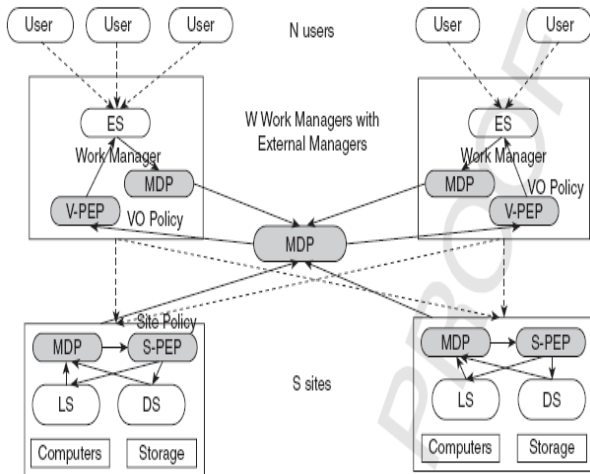 User User User N users User User
ES W Work Managers with ES
External Managers
Work Manager Work Manager
MDP MDP
VO Policy
V-PEP V-PEP
VO Policy
MDP
Site Policy
MDP S-PEP MDP S-PEP
LS DS S sites LS DS
Computers Storage Computers Storage
PROOF